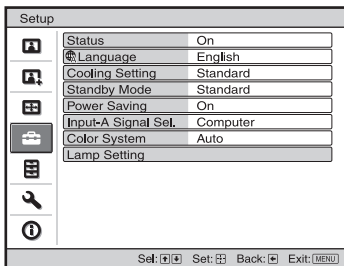 Setup
Status On
Language English
Cooling Setting Standard
Standby Mode Standard
Power Saving On
Input-A Signal Sel. Computer
Color System Auto
Lamp Setting
Sel: Set: Back: Exit: MENU